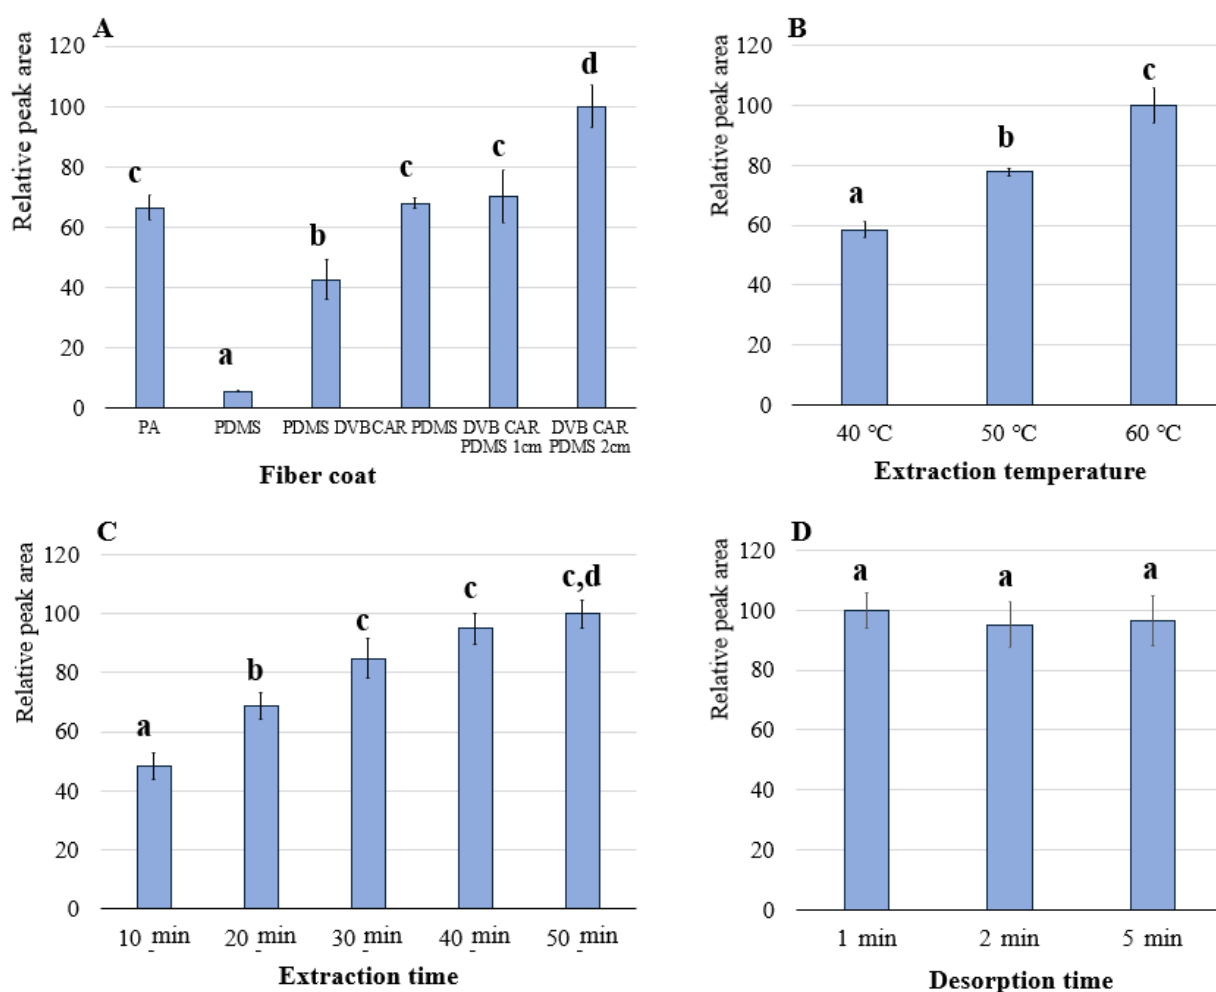 A
Relative peak area
120
100
80
60
40
20
0
c
a
b
c
c
d
PA PDMS PDMS DVBCAR PDMS DVB CAR DVB CAR
PDMS 1cm PDMS 2cm
Fiber coat
B
Relative peak area
120
100
80
60
40
20
0
a
b
c
40 °C 50 °C 60 °C
Extraction temperature
C
Relative peak area
120
100
80
60
40
20
0
a
b
c
c
c,d
10 min 20 min 30 min 40 min 50 min
Extraction time
D
Relative peak area
120
100
80
60
40
20
0
a
a
a
1 min 2 min 5 min
Desorption time